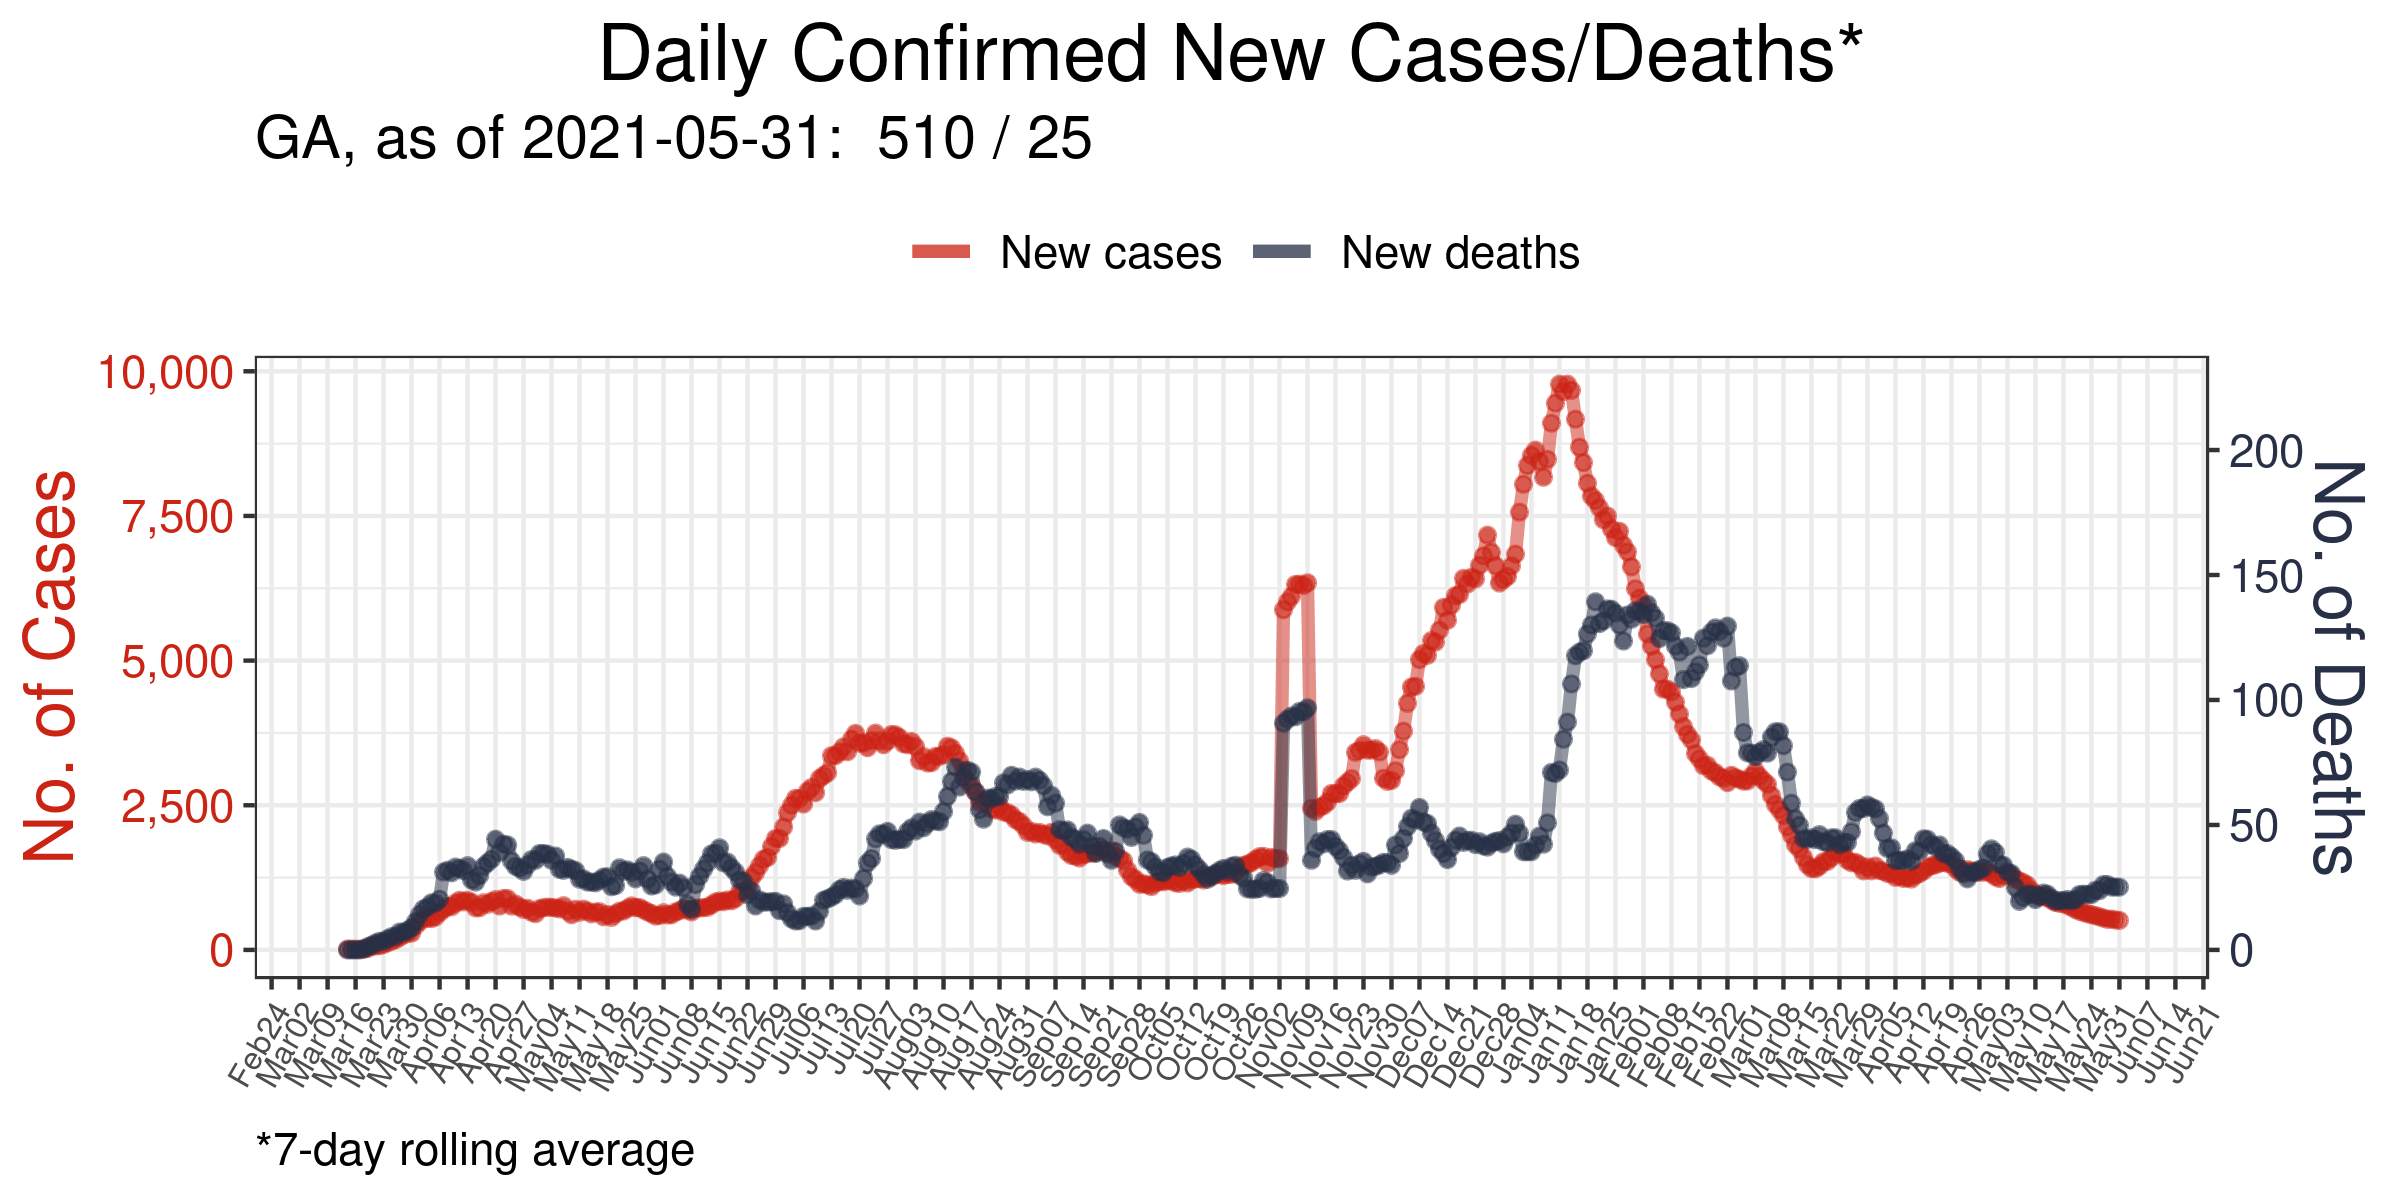 Daily Confirmed New Cases/Deaths*
GA, as of 2021-05-31:  510 / 25
New cases New deaths
No. of Cases
10,000
7,500
5,000
2,500
0
200
150
100
50
0
No. of Deaths
Feb24
Mar02
Mar09
Mar16
Mar23
Mar30
Apr06
Apr13
Apr20
Apr27
May04
May11
May18
May25
Jun01
Jun08
Jun15
Jun22
Jun29
Jul06
Jul13
Jul20
Jul27
Aug03
Aug10
Aug17
Aug24
Aug31
Sep07
Sep14
Sep21
Sep28
Oct05
Oct12
Oct19
Oct26
Nov02
Nov09
Nov16
Nov23
Nov30
Dec07
Dec14
Dec21
Dec28
Jan04
Jan11
Jan18
Jan25
Feb01
Feb08
Feb15
Feb22
Mar01
Mar08
Mar15
Mar22
Mar29
Apr05
Apr12
Apr19
Apr26
May03
May10
May17
May24
May31
Jun07
Jun14
Jun21
*7-day rolling average